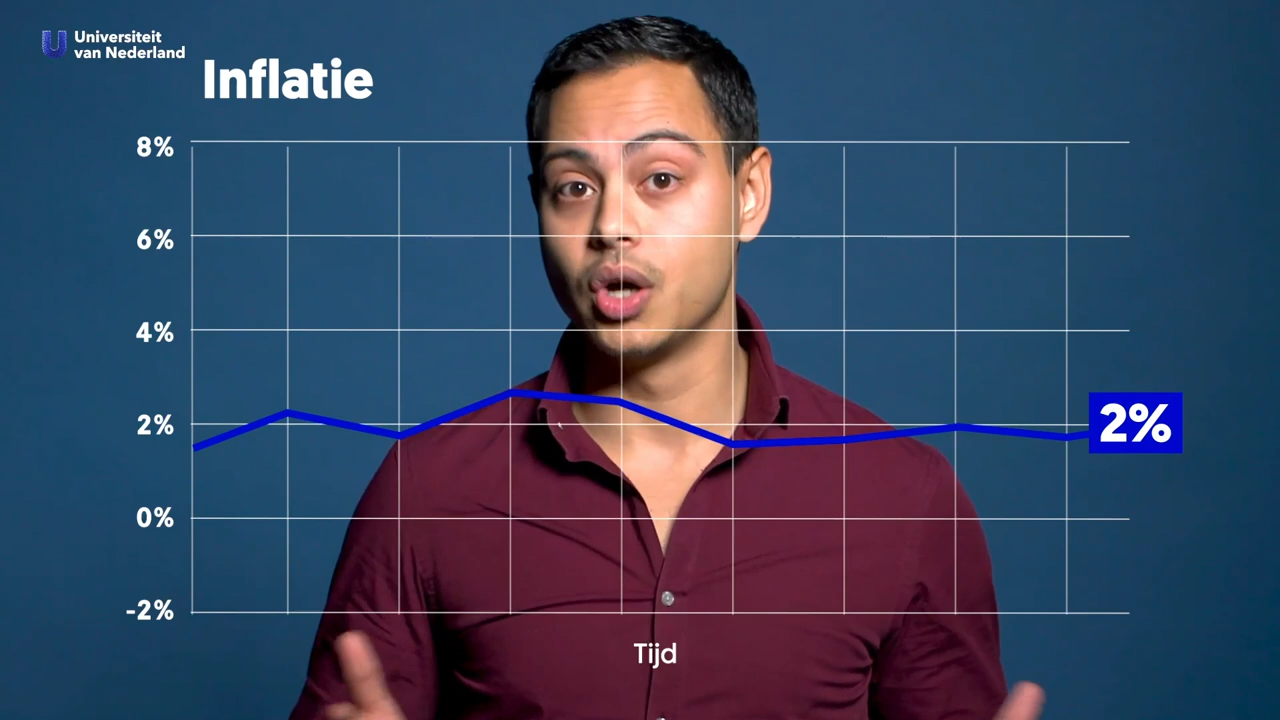 Universiteit
van Nederland
Inflatie
8%
6%
4%
2%
2%
0%
-2%
Tijd